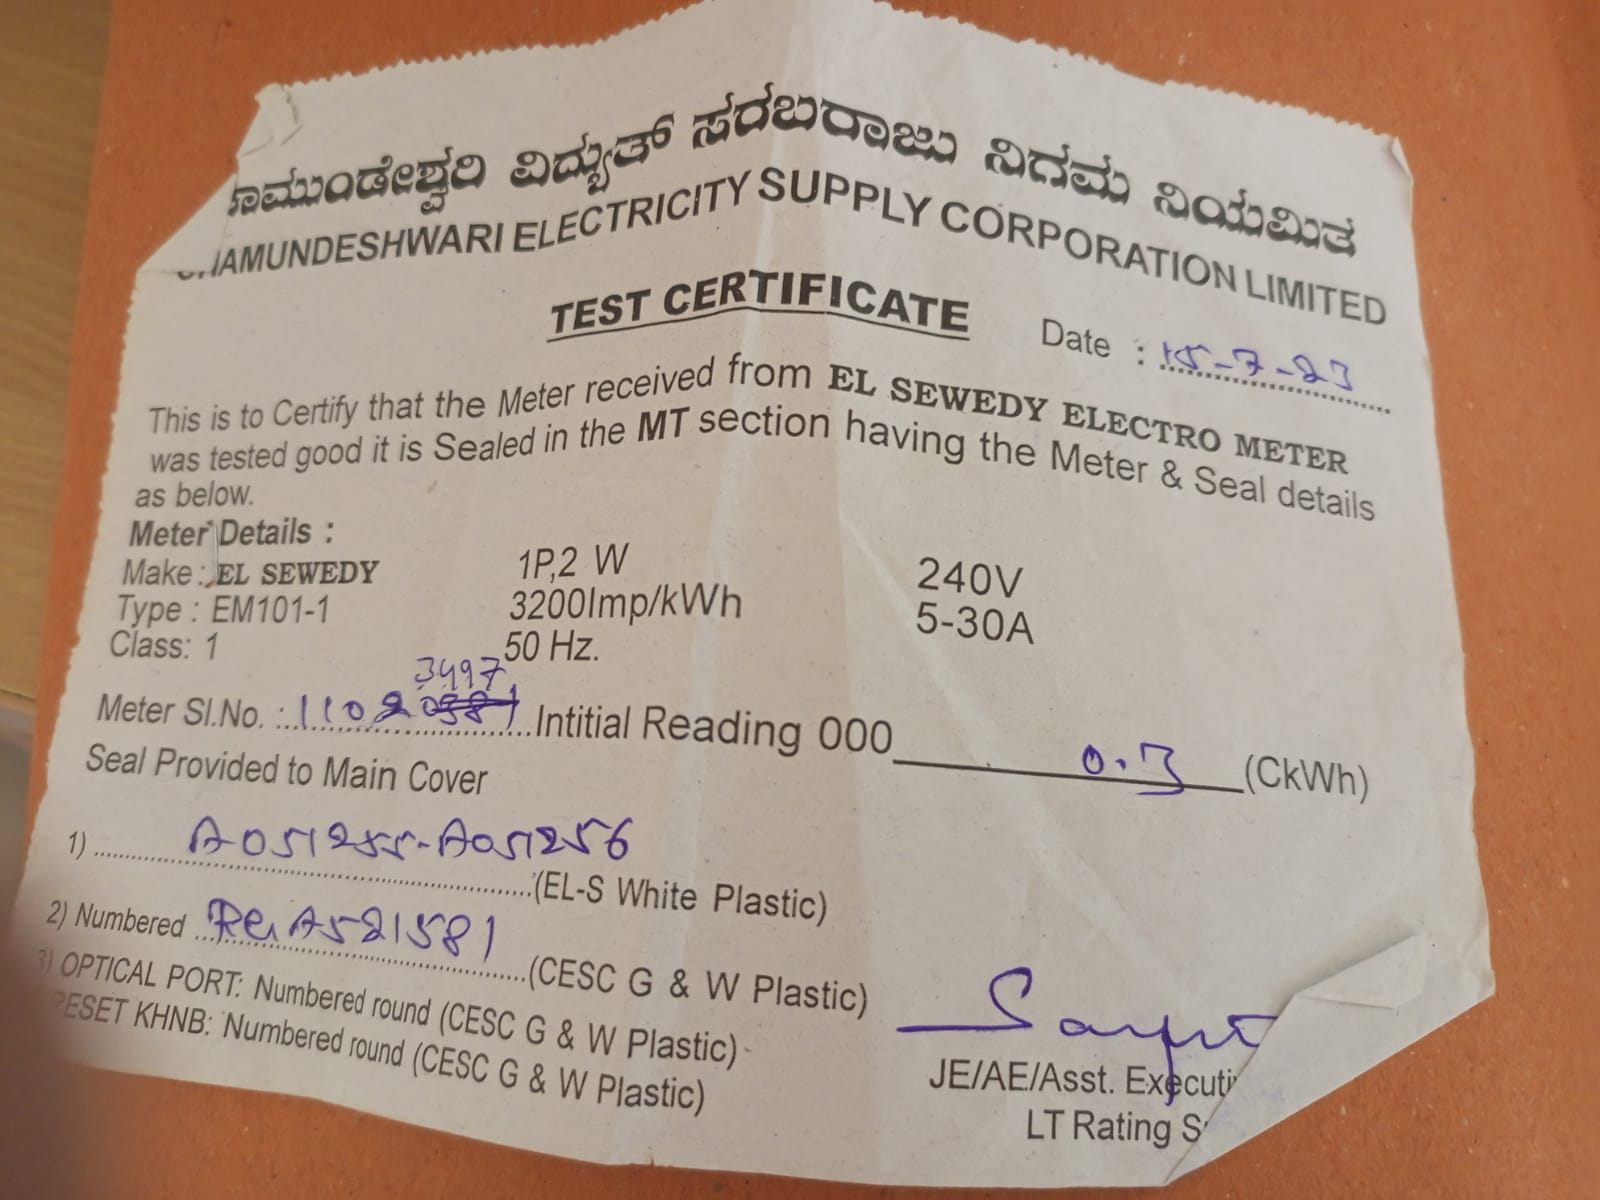 ಚಾಮುಂಡೇಶ್ವರಿ ವಿದ್ಯುತ್ ಸರಬರಾಜು ನಿಗಮ ನಿಯಮಿತ
CHAMUNDESHWARI ELECTRICITY SUPPLY CORPORATION LIMITED
TEST CERTIFICATE
Date : 15-7-23
This is to Certify that the Meter received from EL SEWEDY ELECTRO METER
was tested good it is Sealed in the MT section having the Meter & Seal details
as below.
Meter Details :
Make : EL SEWEDY 1P,2 W 240V
Type : EM101-1 3200Imp/kWh 5-30A
Class: 1 50 Hz.
3497
Meter Sl.No. : 11020581 Intitial Reading 000 0.3 (CkWh)
Seal Provided to Main Cover
1) A051255-A051256 (EL-S White Plastic)
2) Numbered A521581 (CESC G & W Plastic)
3) OPTICAL PORT: Numbered round (CESC G & W Plastic)
RESET KHNB: Numbered round (CESC G & W Plastic)
JE/AE/Asst. Executi
LT Rating S